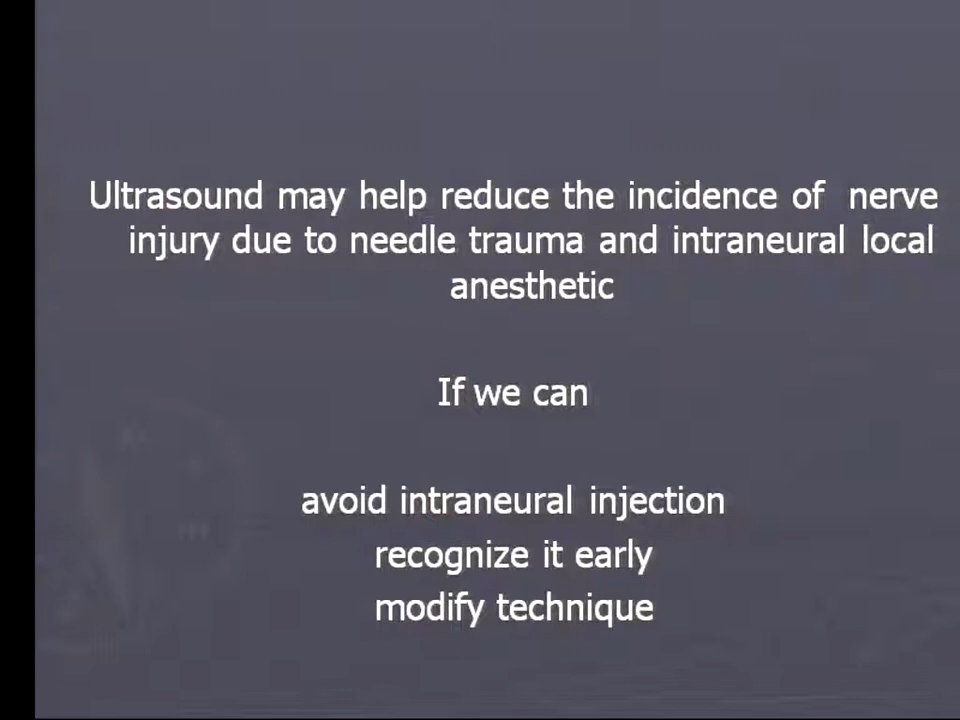 Ultrasound may help reduce the incidence of nerve
injury due to needle trauma and intraneural local
anesthetic
If we can
avoid intraneural injection
recognize it early
modify technique